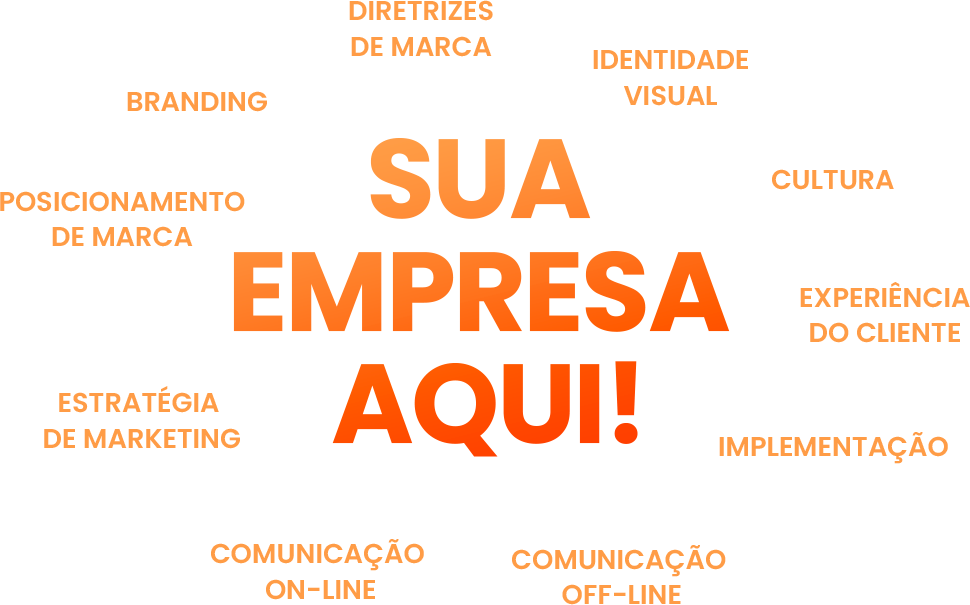 DIRETRIZES
DE MARCA
IDENTIDADE
VISUAL
BRANDING
CULTURA
POSICIONAMENTO
DE MARCA
SUA
EMPRESA
AQUI!
EXPERIÊNCIA
DO CLIENTE
ESTRATÉGIA
DE MARKETING
IMPLEMENTAÇÃO
COMUNICAÇÃO
ON-LINE
COMUNICAÇÃO
OFF-LINE